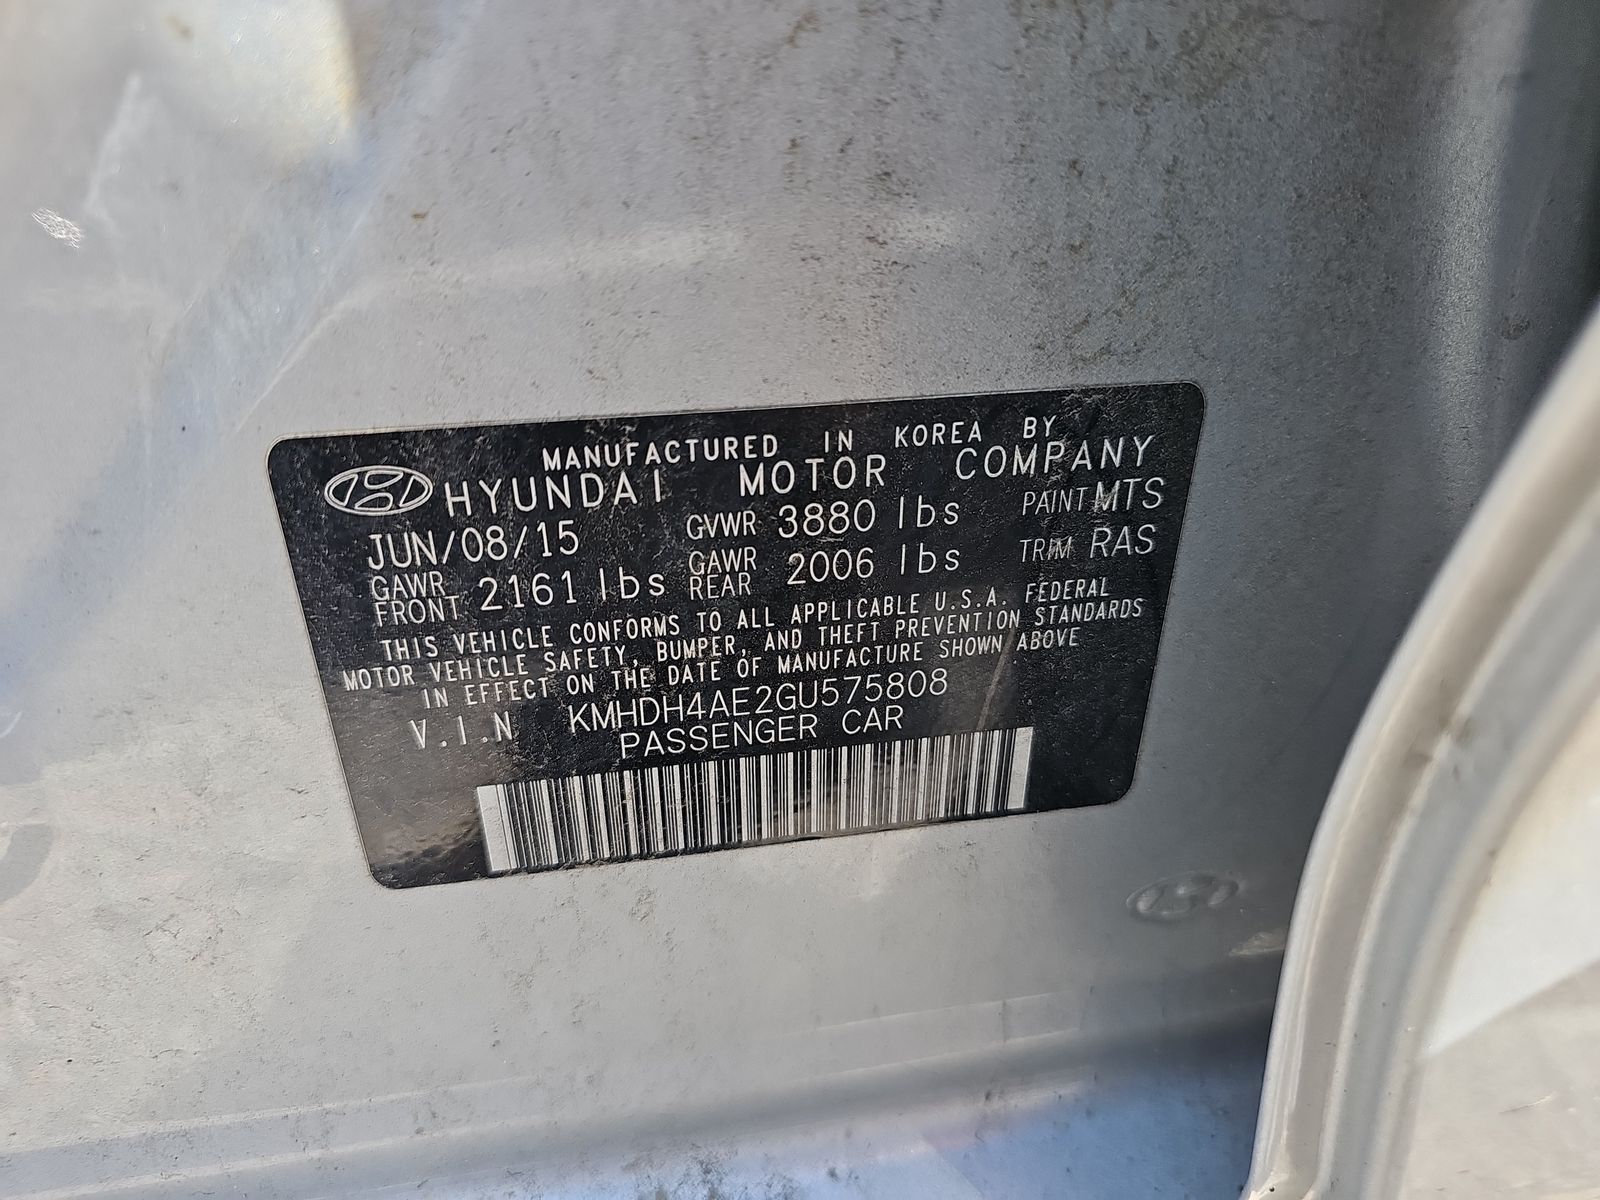 MANUFACTURED IN KOREA BY
HYUNDAI MOTOR COMPANY
JUN/08/15 GVWR 3880 lbs PAINT MTS
GAWR FRONT 2161 lbs GAWR REAR 2006 lbs TRIM RAS
THIS VEHICLE CONFORMS TO ALL APPLICABLE U.S.A. FEDERAL
MOTOR VEHICLE SAFETY, BUMPER, AND THEFT PREVENTION STANDARDS
IN EFFECT ON THE DATE OF MANUFACTURE SHOWN ABOVE
V.I.N KMHDH4AE2GU575808
PASSENGER CAR